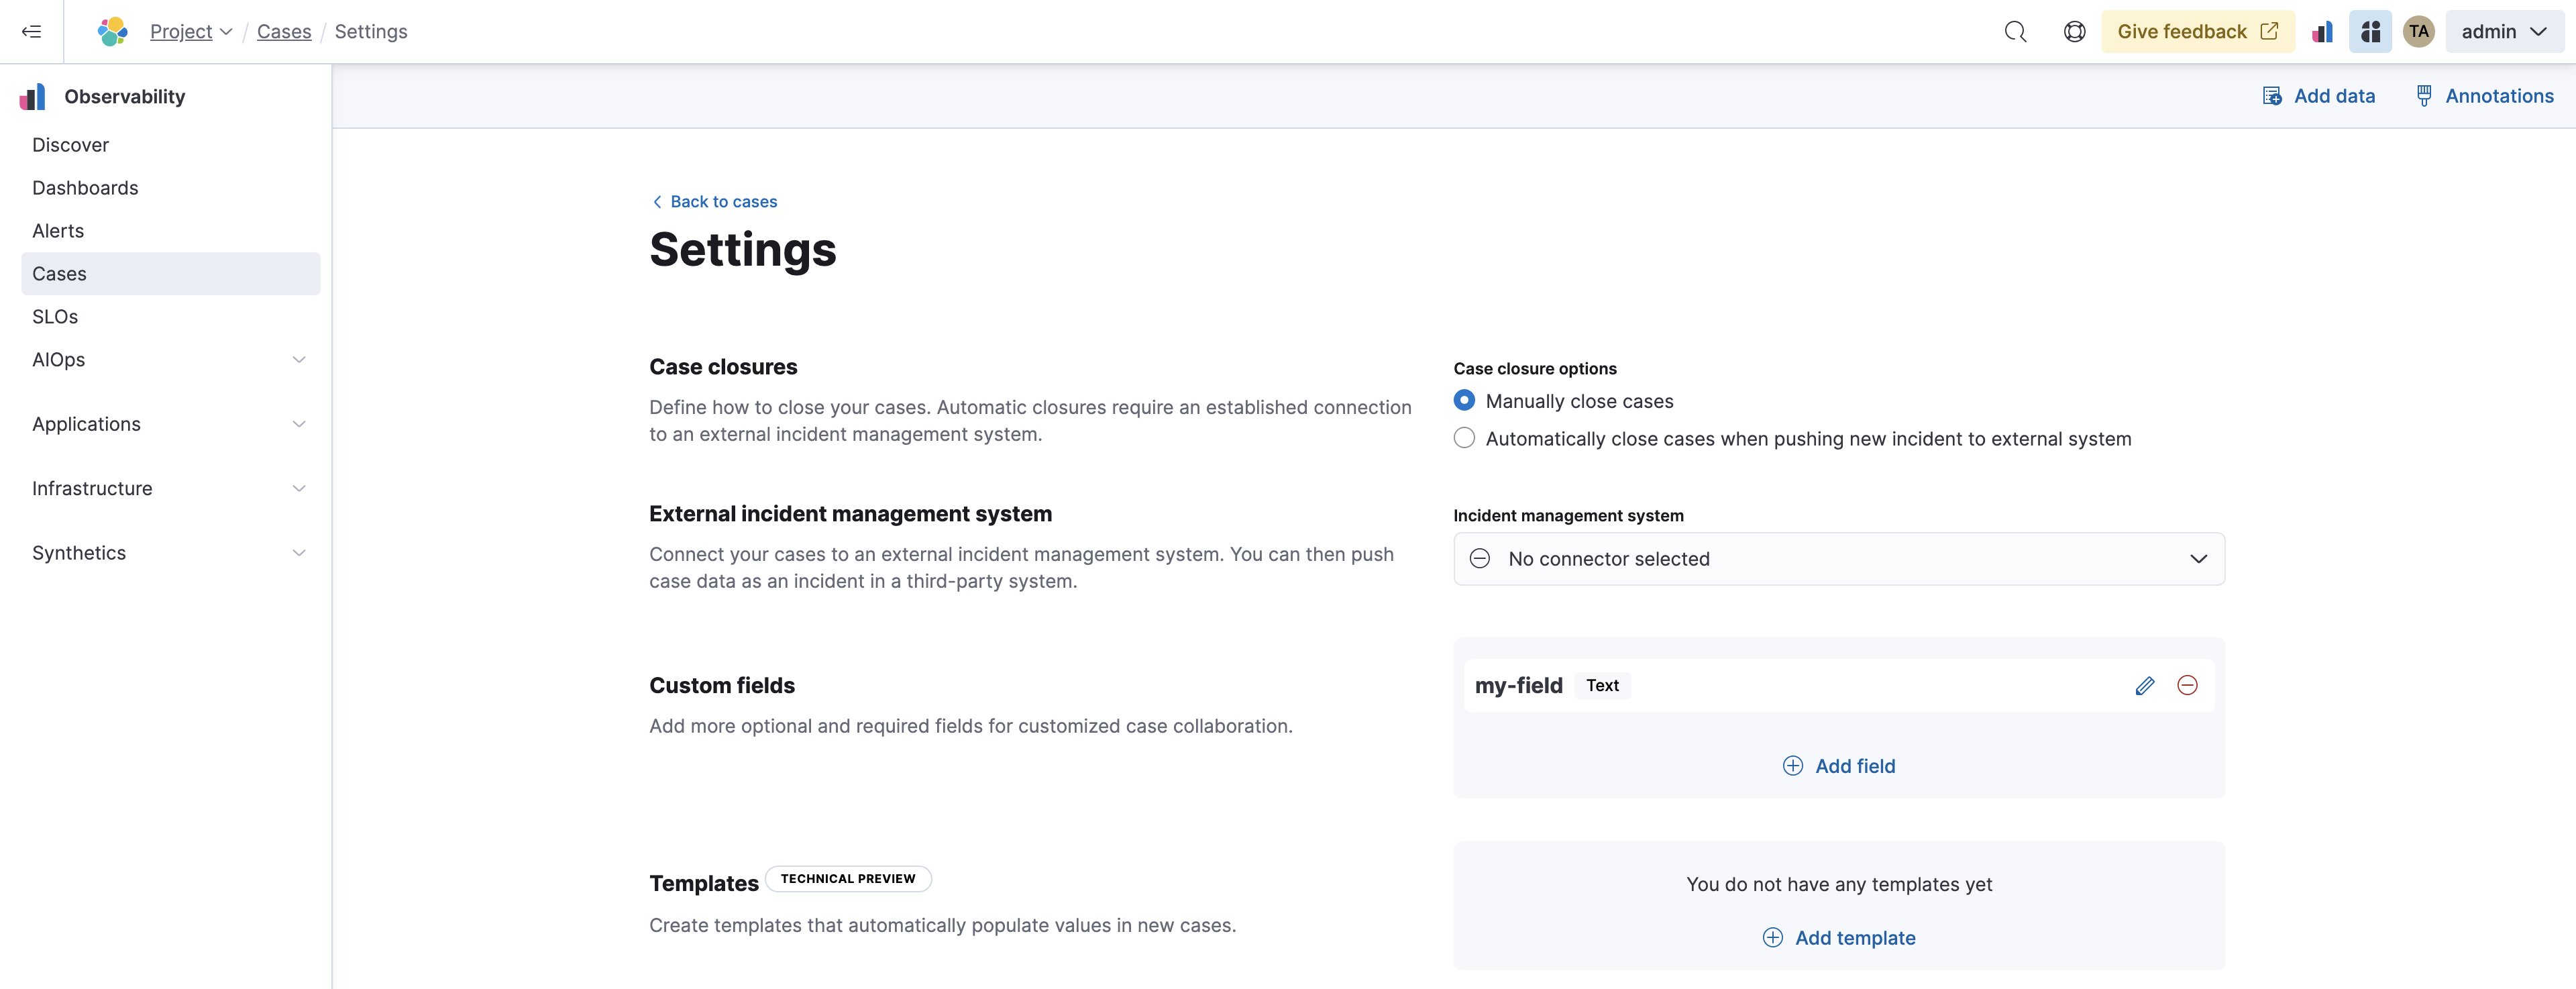 Project / Cases / Settings
Give feedback
TA
admin
Observability
Add data
Annotations
Discover
Dashboards
Alerts
Cases
SLOs
AIOps
Applications
Infrastructure
Synthetics
Back to cases
Settings
Case closures
Define how to close your cases. Automatic closures require an established connection
to an external incident management system.
Case closure options
Manually close cases
Automatically close cases when pushing new incident to external system
External incident management system
Connect your cases to an external incident management system. You can then push
case data as an incident in a third-party system.
Incident management system
No connector selected
Custom fields
Add more optional and required fields for customized case collaboration.
my-field Text
Add field
Templates TECHNICAL PREVIEW
Create templates that automatically populate values in new cases.
You do not have any templates yet
Add template